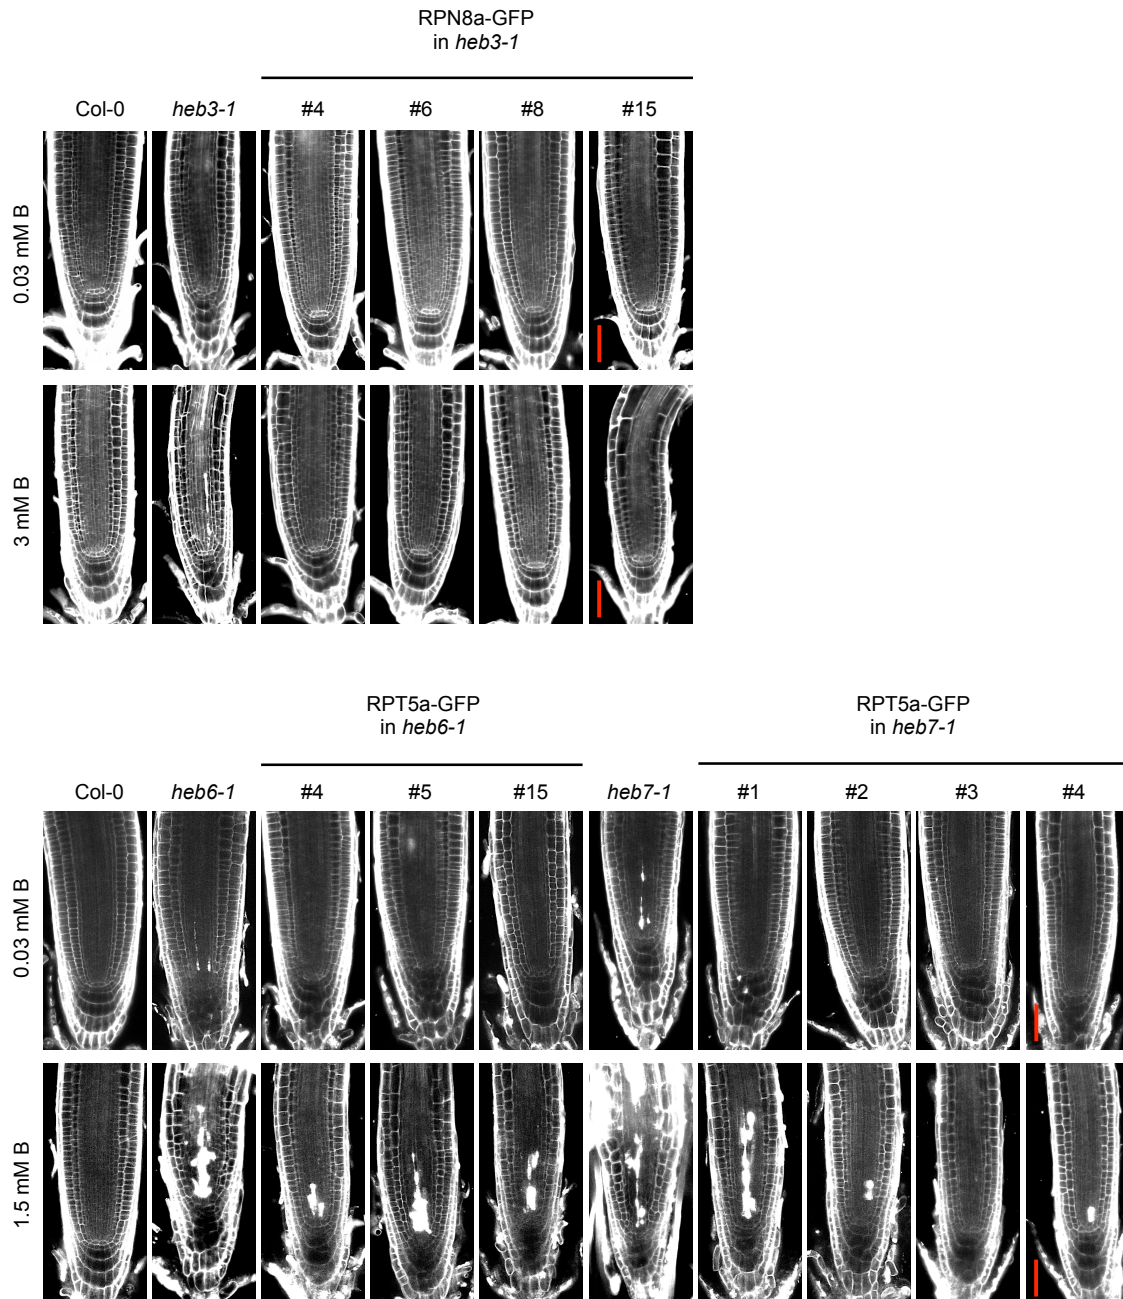 RPN8a-GFP
in heb3-1
Col-0 heb3-1 #4 #6 #8 #15
0.03 mM B
3 mM B
RPT5a-GFP
in heb6-1
RPT5a-GFP
in heb7-1
Col-0 heb6-1 #4 #5 #15 heb7-1 #1 #2 #3 #4
0.03 mM B
1.5 mM B